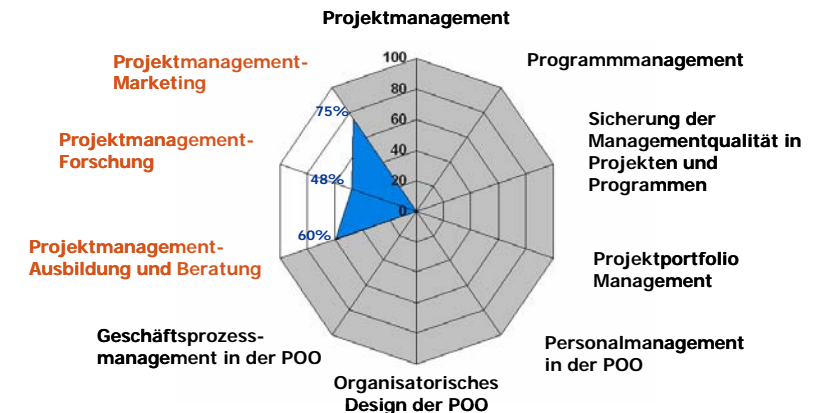 Projektmanagement
Projektmanagement-
Marketing
Programmmanagement
100
80
60
40
20
0
75%
48%
60%
Projektmanagement-
Forschung
Sicherung der
Managementqualität in
Projekten und
Programmen
Projektmanagement-
Ausbildung und Beratung
Projektportfolio
Management
Geschäftsprozess-
management in der POO
Personalmanagement
in der POO
Organisatorisches
Design der POO